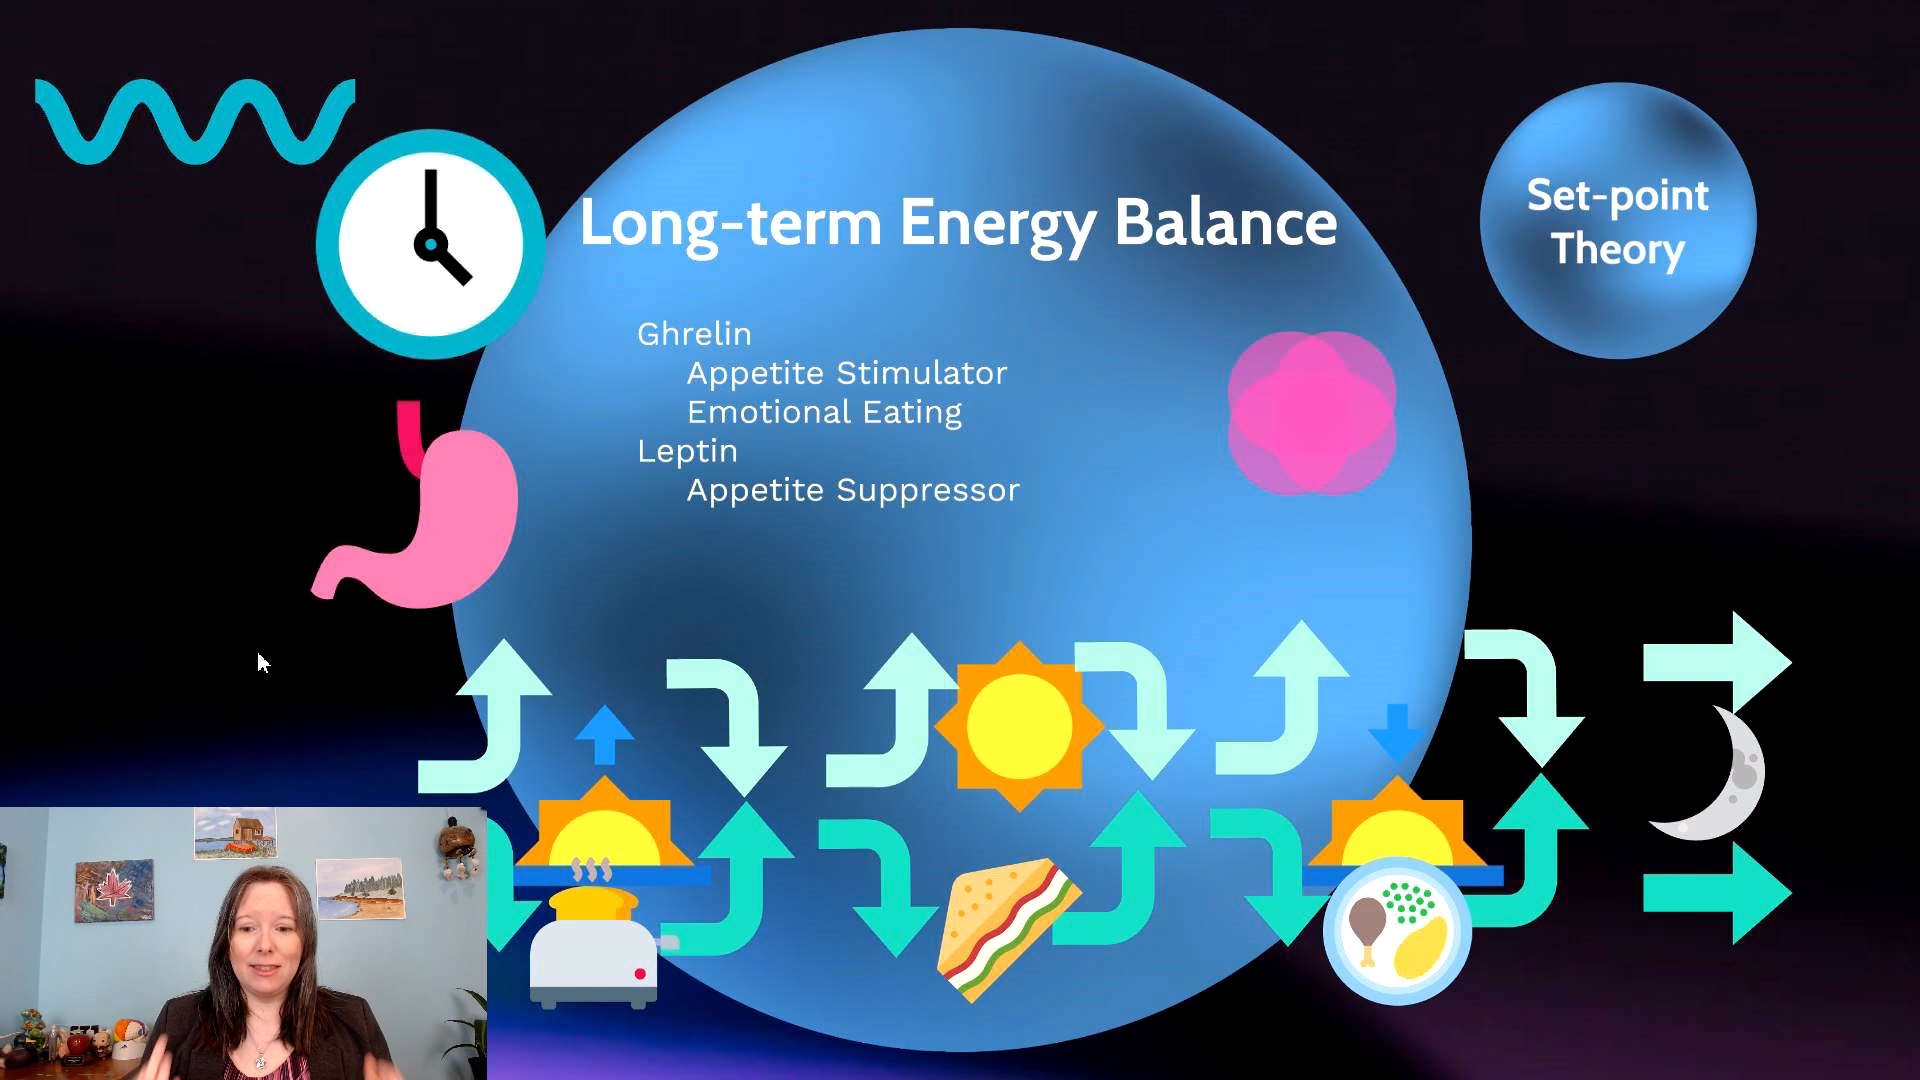 Long-term Energy Balance
Ghrelin
Appetite Stimulator
Emotional Eating
Leptin
Appetite Suppressor
Set-point
Theory